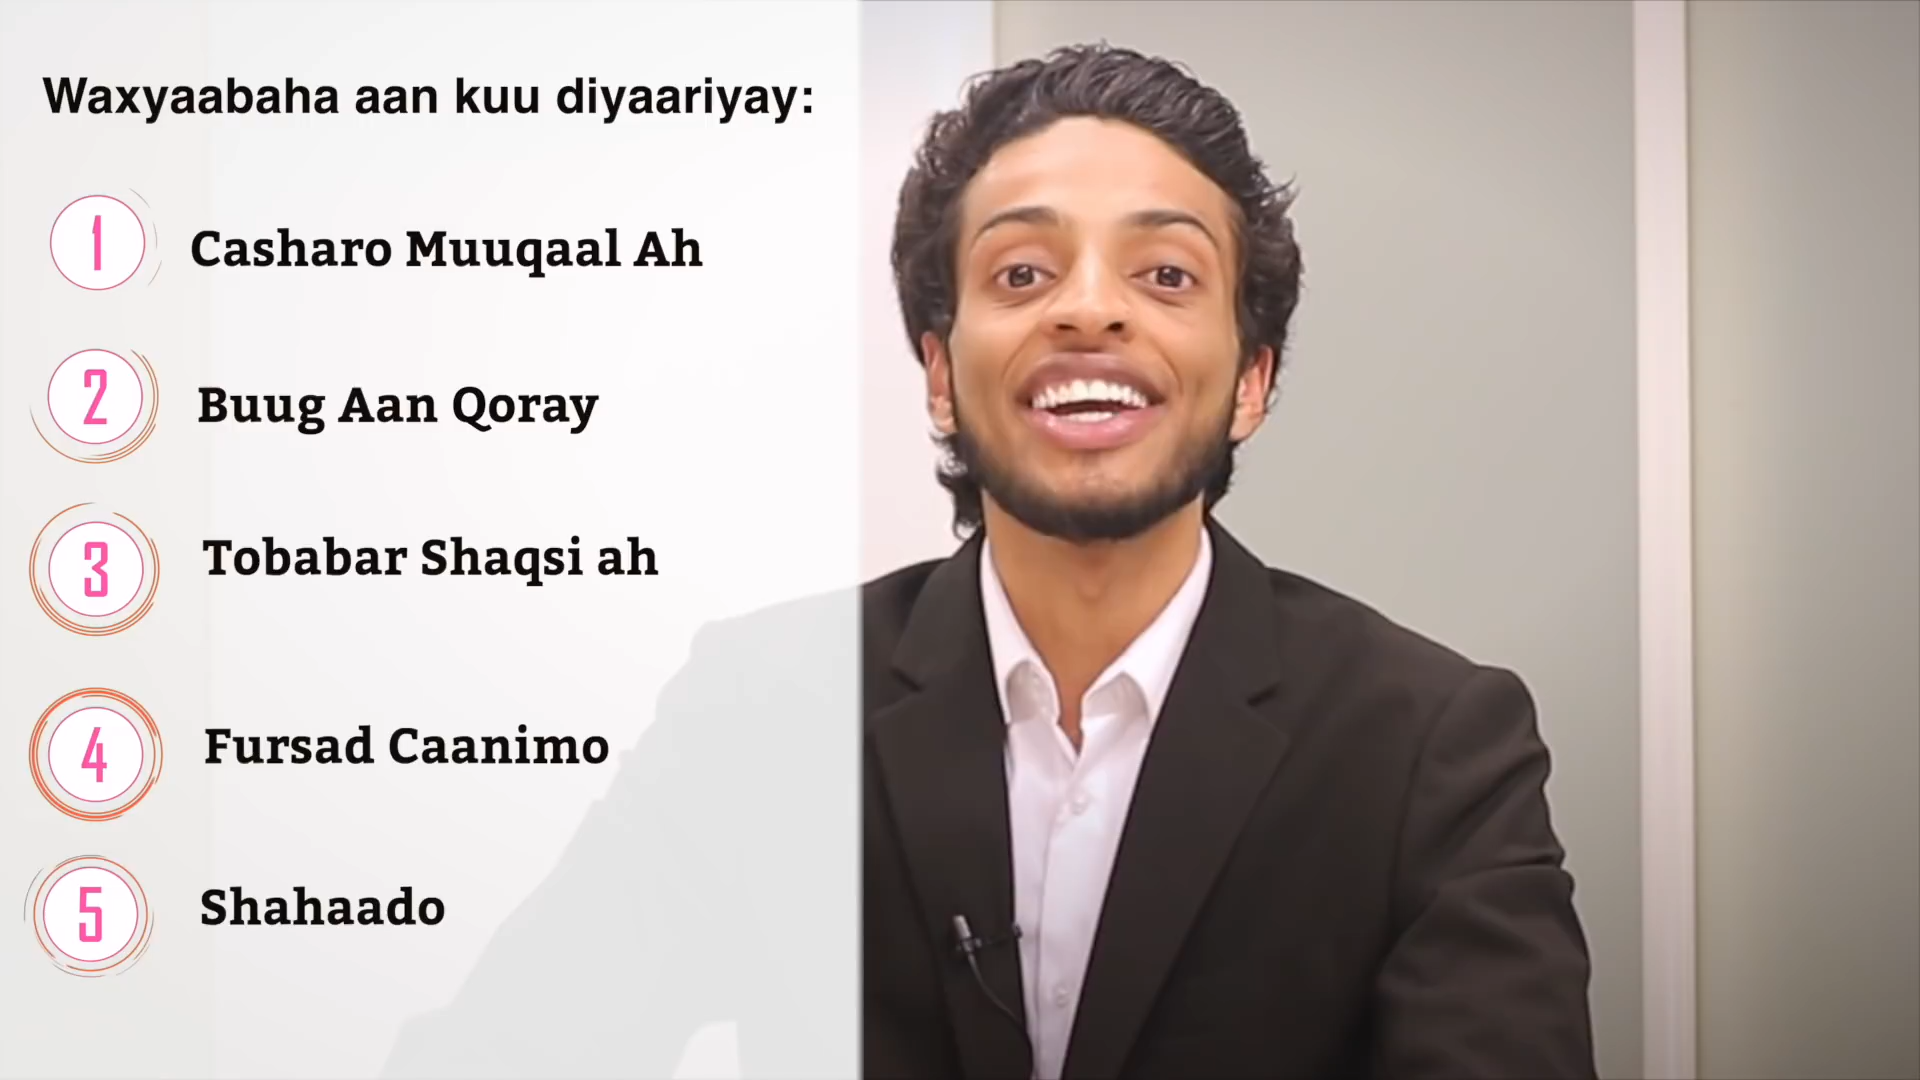 Waxyaabaha aan kuu diyaariyay:
1 Casharo Muuqaal Ah
2 Buug Aan Qoray
3 Tobabar Shaqsi ah
4 Fursad Caanimo
5 Shahaado